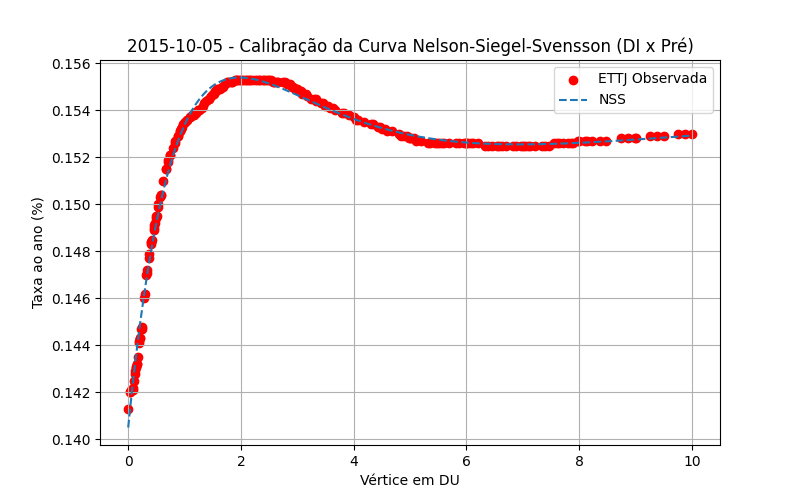 2015-10-05 - Calibração da Curva Nelson-Siegel-Svensson (DI x Pré)
ETTJ Observada
NSS
Taxa ao ano (%)
0.156
0.154
0.152
0.150
0.148
0.146
0.144
0.142
0.140
0 2 4 6 8 10
Vértice em DU